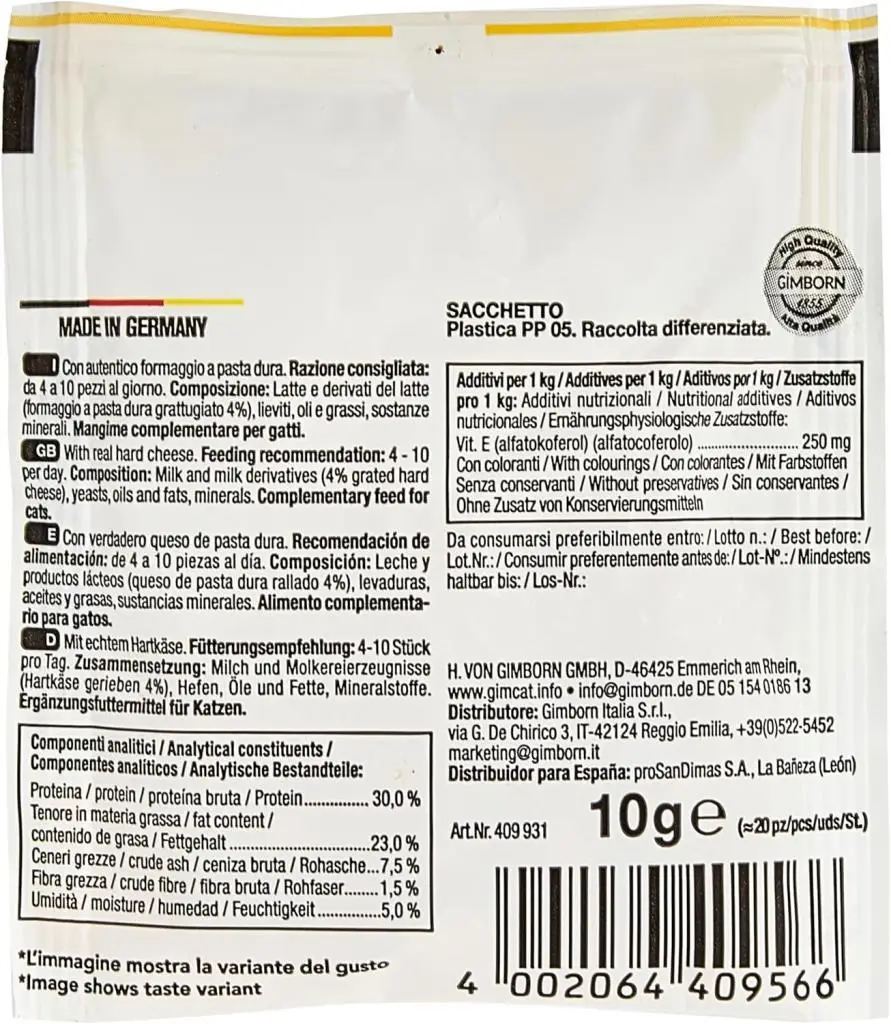 MADE IN GERMANY
I Con autentico formaggio a pasta dura. Razione consigliata:
da 4 a 10 pezzi al giorno. Composizione: Latte e derivati del latte
(formaggio a pasta dura grattugiato 4%), lieviti, oli e grassi, sostanze
minerali. Mangime complementare per gatti.
GB With real hard cheese. Feeding recommendation: 4 - 10
per day. Composition: Milk and milk derivatives (4% grated hard
cheese), yeasts, oils and fats, minerals. Complementary feed for
cats.
E Con verdadero queso de pasta dura. Recomendación de
alimentación: de 4 a 10 piezas al día. Composición: Leche y
productos lácteos (queso de pasta dura rallado 4%), levaduras,
aceites y grasas, sustancias minerales. Alimento complementa-
rio para gatos.
D Mit echtem Hartkäse. Fütterungsempfehlung: 4-10 Stück
pro Tag. Zusammensetzung: Milch und Molkereierzeugnisse
(Hartkäse gerieben 4%), Hefen, Öle und Fette, Mineralstoffe.
Ergänzungsfuttermittel für Katzen.
Componenti analitici / Analytical constituents /
Componentes analíticos / Analytische Bestandteile:
Proteina / protein / proteína bruta / Protein............... 30,0 %
Tenore in materia grassa / fat content /
contenido de grasa / Fettgehalt ................................23,0 %
Ceneri grezze / crude ash / ceniza bruta / Rohasche...7,5 %
Fibra grezza / crude fibre / fibra bruta / Rohfaser........1,5 %
Umidità / moisture / humedad / Feuchtigkeit...............5,0 %
*L'immagine mostra la variante del gusto
*Image shows taste variant
High Quality
since
GIMBORN
1855
Alta Qualità
SACCHETTO
Plastica PP 05. Raccolta differenziata.
Additivi per 1 kg / Additives per 1 kg / Aditivos por 1 kg / Zusatzstoffe
pro 1 kg: Additivi nutrizionali / Nutritional additives / Aditivos
nutricionales / Ernährungsphysiologische Zusatzstoffe:
Vit. E (alfatokoferol) (alfatocoferolo) ........................ 250 mg
Con coloranti / With colourings / Con colorantes / Mit Farbstoffen
Senza conservanti / Without preservatives / Sin conservantes /
Ohne Zusatz von Konservierungsmitteln
Da consumarsi preferibilmente entro: / Lotto n.: / Best before: /
Lot.Nr.: / Consumir preferentemente antes de: / Lot-Nº.: / Mindestens
haltbar bis: / Los-Nr.:
H. VON GIMBORN GMBH, D-46425 Emmerich am Rhein,
www.gimcat.info • info@gimborn.de DE 05 154 0186 13
Distributore: Gimborn Italia S.r.l.,
via G. De Chirico 3, IT-42124 Reggio Emilia, +39(0)522-5452
marketing@gimborn.it
Distribuidor para España: proSanDimas S.A., La Bañeza (León)
Art.Nr. 409 931 10g e (≈20 pz/pcs/uds/St.)
4 002064 409566